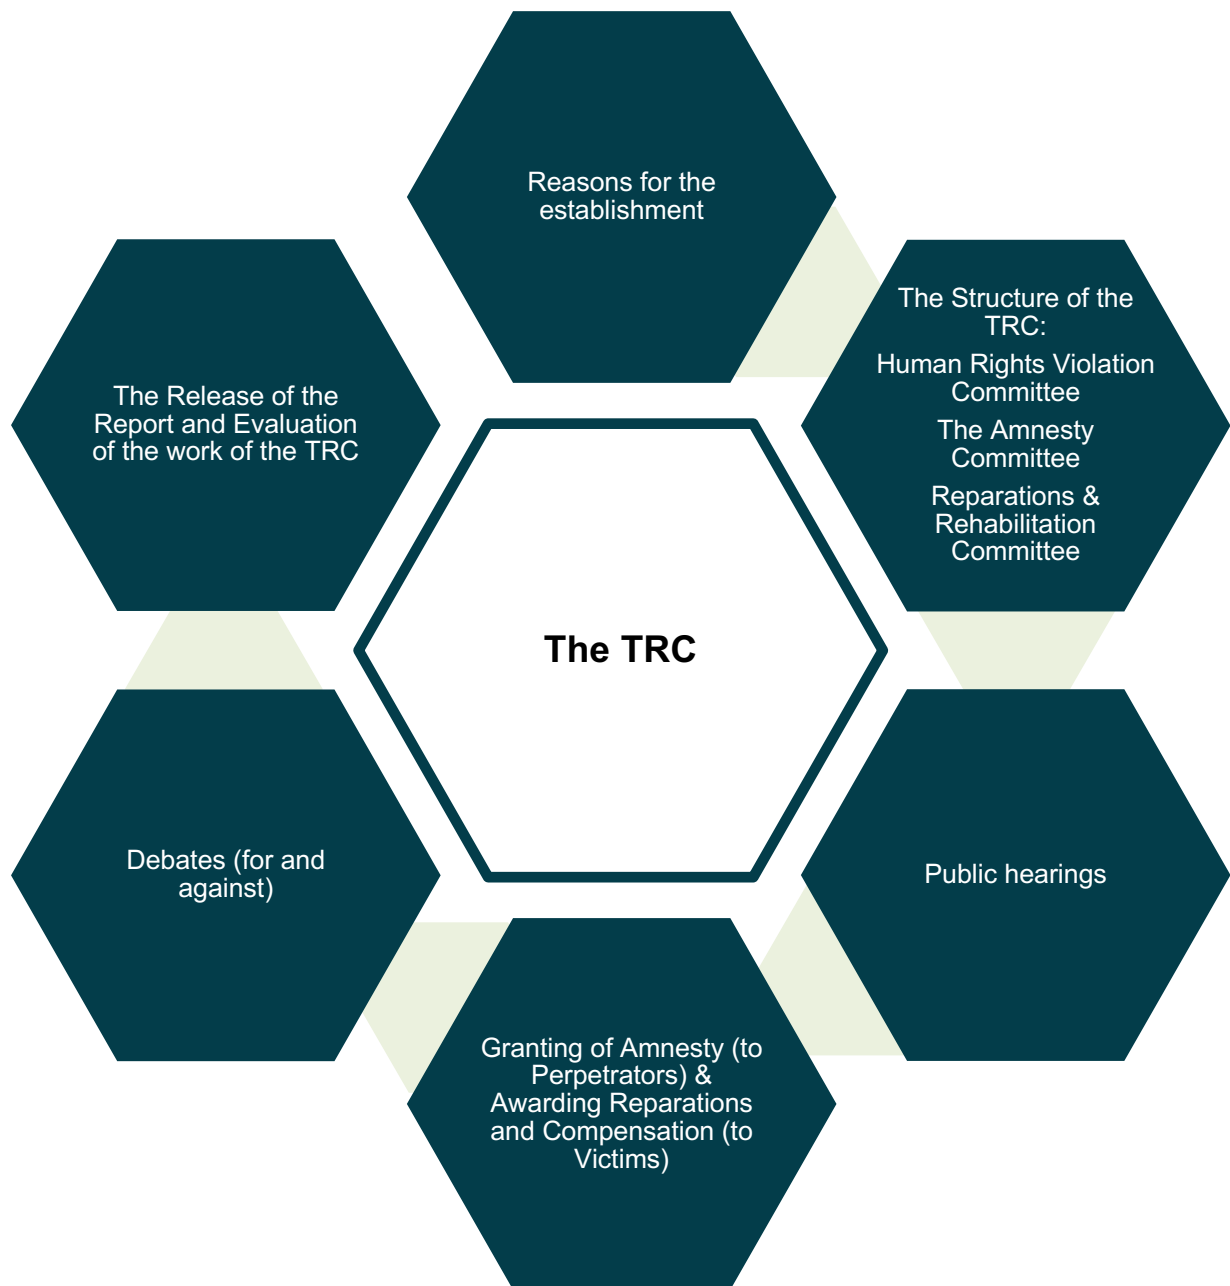 Reasons for the
establishment
The Structure of the
TRC:
Human Rights Violation
Committee
The Amnesty
Committee
Reparations &
Rehabilitation
Committee
Public hearings
Granting of Amnesty (to
Perpetrators) &
Awarding Reparations
and Compensation (to
Victims)
Debates (for and
against)
The Release of the
Report and Evaluation
of the work of the TRC
The TRC